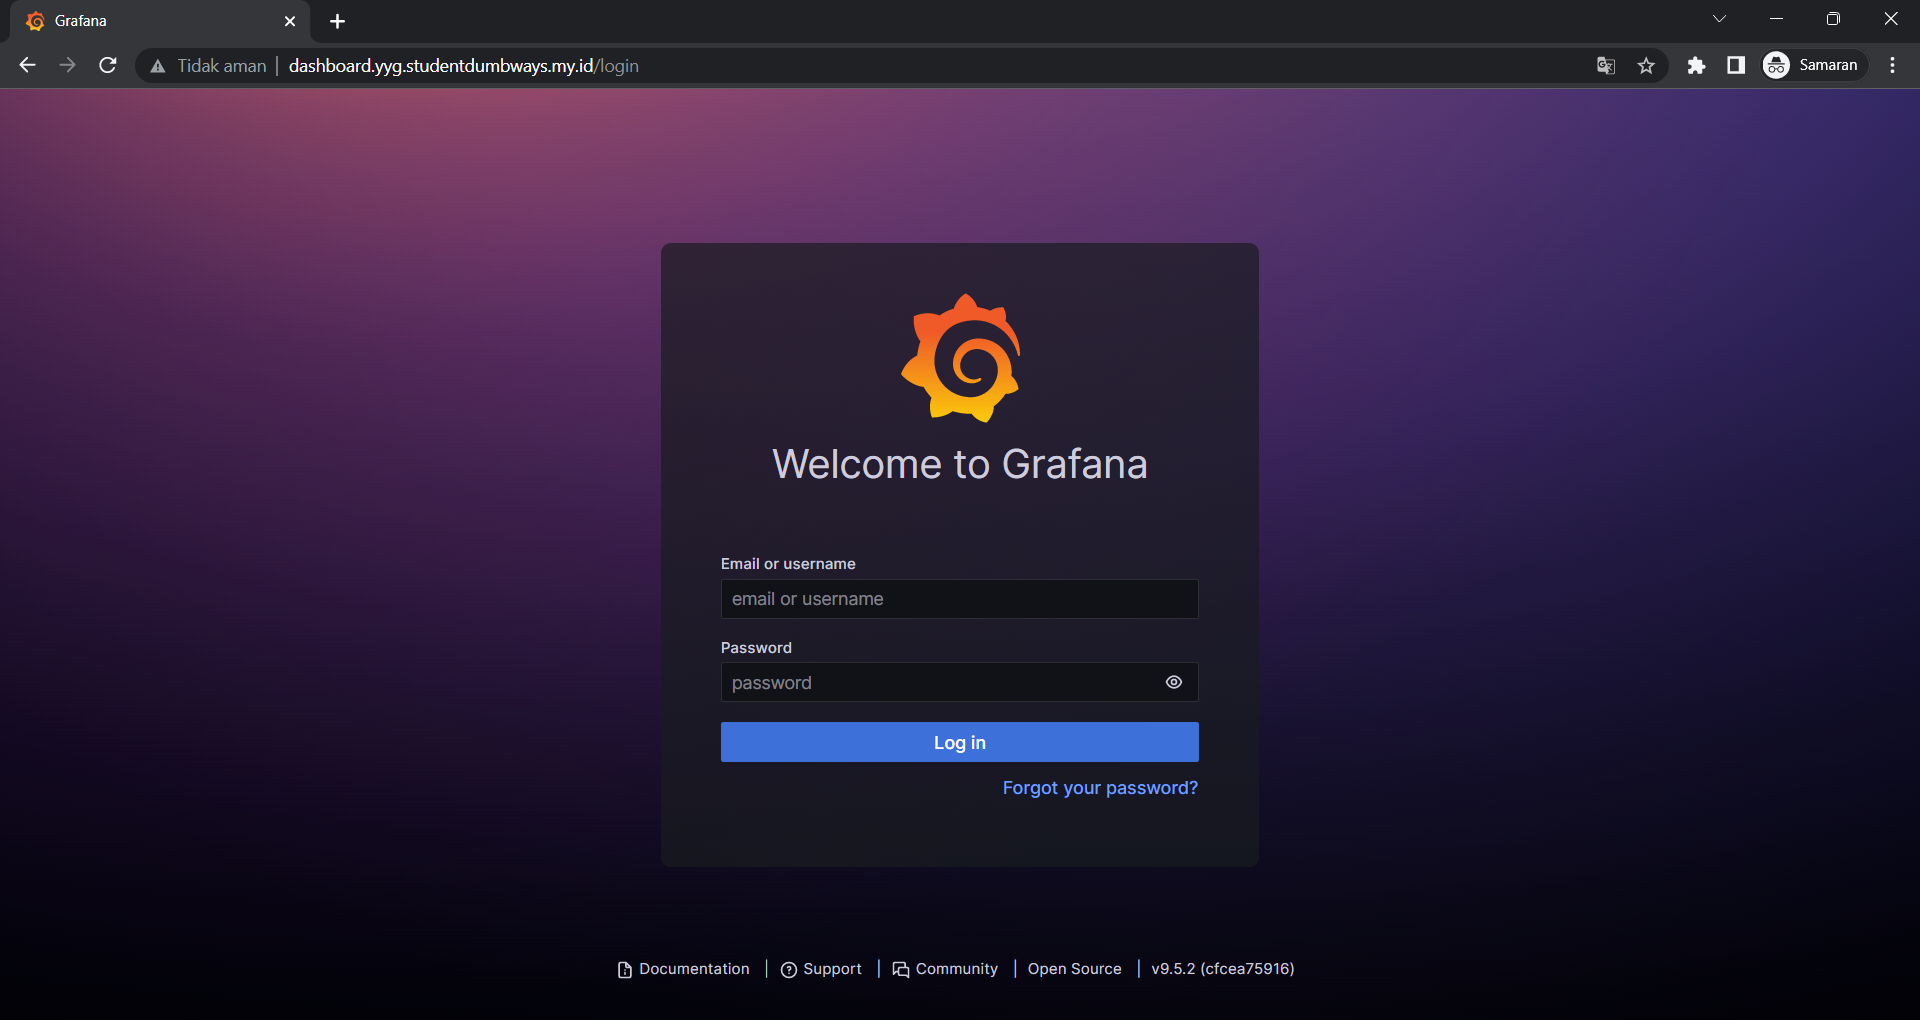 Grafana
Tidak aman
dashboard.yyg.studentdumbways.my.id/login
Samaran
Welcome to Grafana
Email or username
email or username
Password
password
Log in
Forgot your password?
Documentation | Support | Community | Open Source | v9.5.2 (cfcea75916)